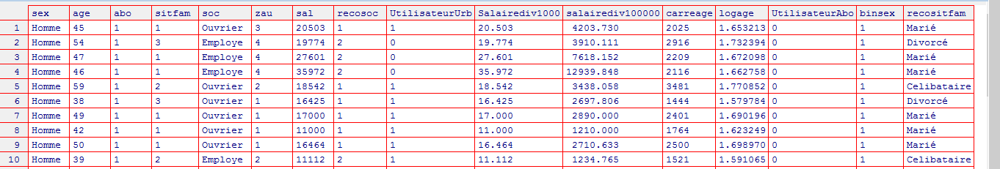 sex age abo sitfam soc zau sal recosoc UtilisateurUrb Salairediv1000 salairediv100000 carreage logage UtilisateurAbo binsex recositfam
1 Homme 45 1 1 Ouvrier 3 20503 1 1 20.503 4203.730 2025 1.653213 0 1 Marié
2 Homme 54 1 3 Employe 4 19774 2 0 19.774 3910.111 2916 1.732394 0 1 Divorcé
3 Homme 47 1 1 Employe 4 27601 2 0 27.601 7618.152 2209 1.672098 0 1 Marié
4 Homme 46 1 1 Employe 4 35972 2 0 35.972 12939.848 2116 1.662758 0 1 Marié
5 Homme 59 1 2 Ouvrier 2 18542 1 1 18.542 3438.058 3481 1.770852 0 1 Celibataire
6 Homme 38 1 3 Ouvrier 1 16425 1 1 16.425 2697.806 1444 1.579784 0 1 Divorcé
7 Homme 49 1 1 Ouvrier 1 17000 1 1 17.000 2890.000 2401 1.690196 0 1 Marié
8 Homme 42 1 1 Ouvrier 1 11000 1 1 11.000 1210.000 1764 1.623249 0 1 Marié
9 Homme 50 1 1 Ouvrier 1 16464 1 1 16.464 2710.633 2500 1.698970 0 1 Marié
10 Homme 39 1 2 Employe 2 11112 2 1 11.112 1234.765 1521 1.591065 0 1 Celibataire